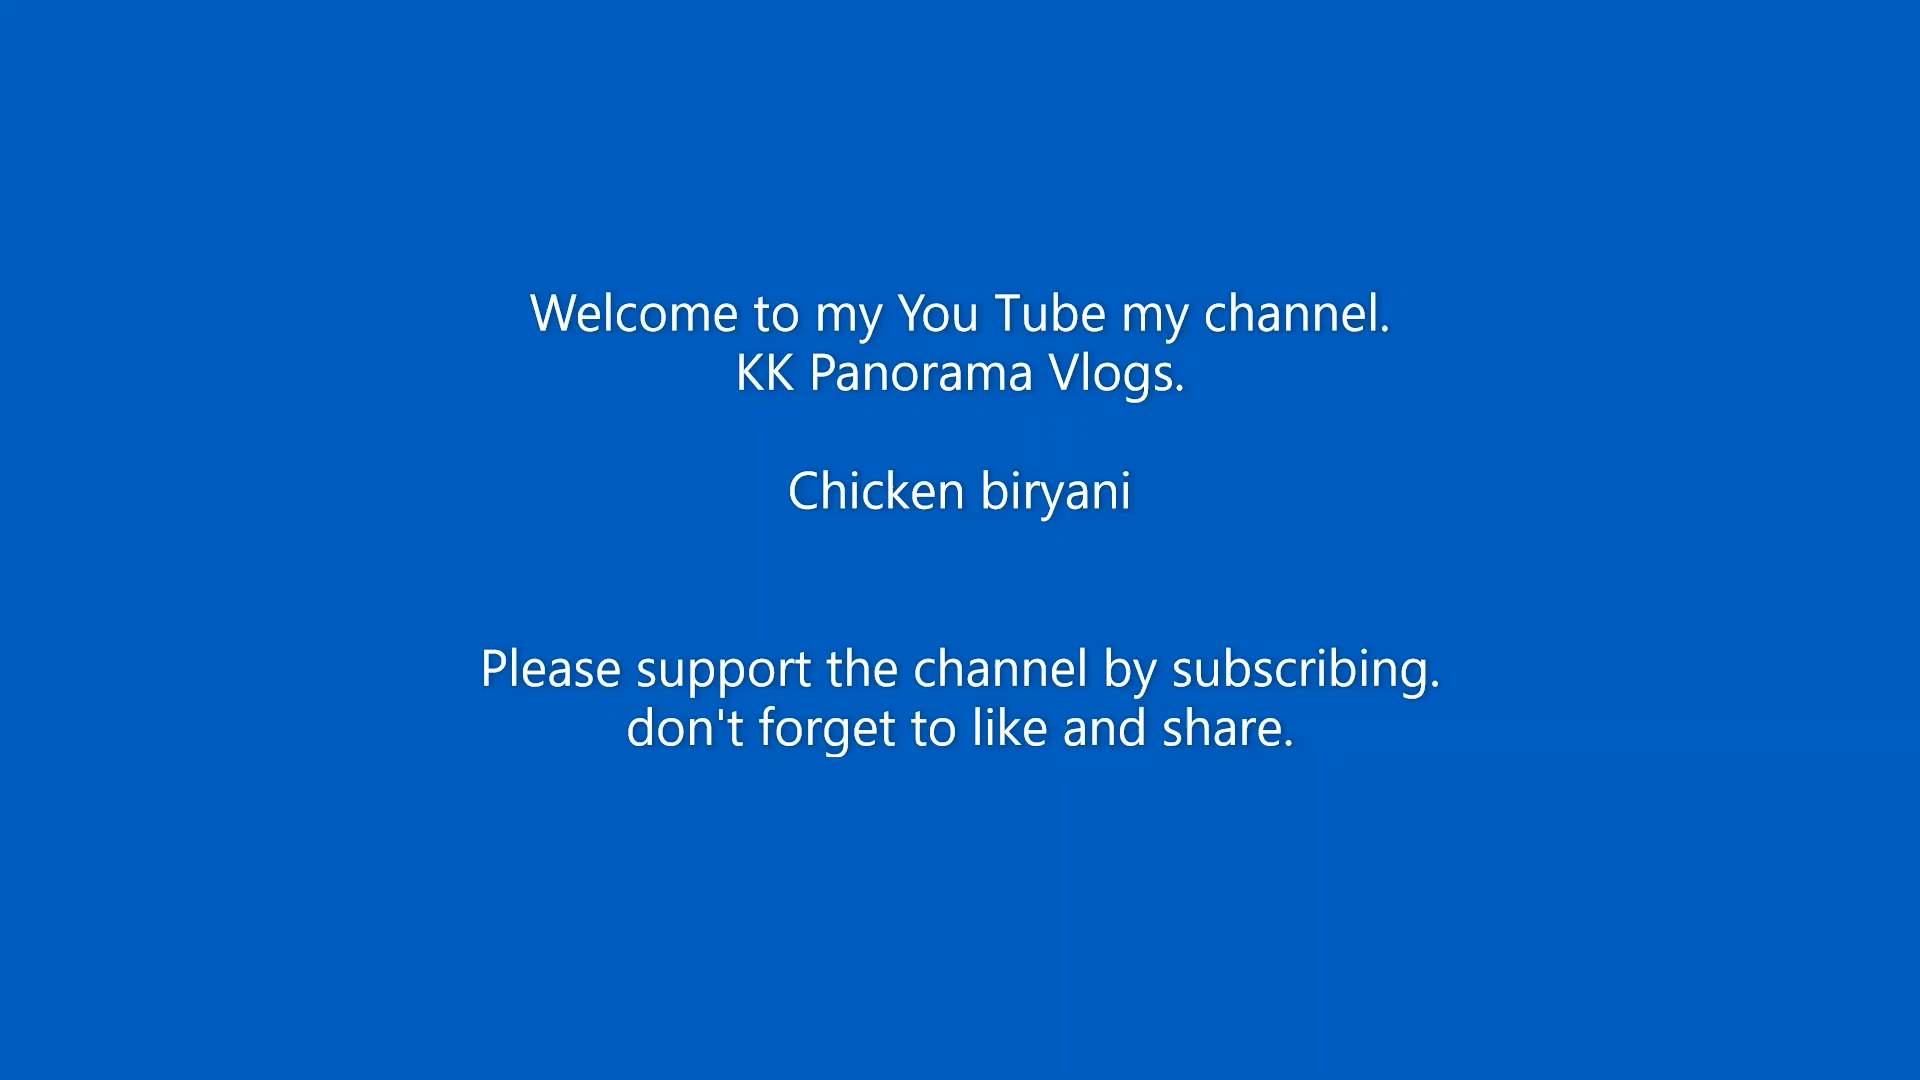 Welcome to my You Tube my channel.
KK Panorama Vlogs.
Chicken biryani
Please support the channel by subscribing.
don't forget to like and share.